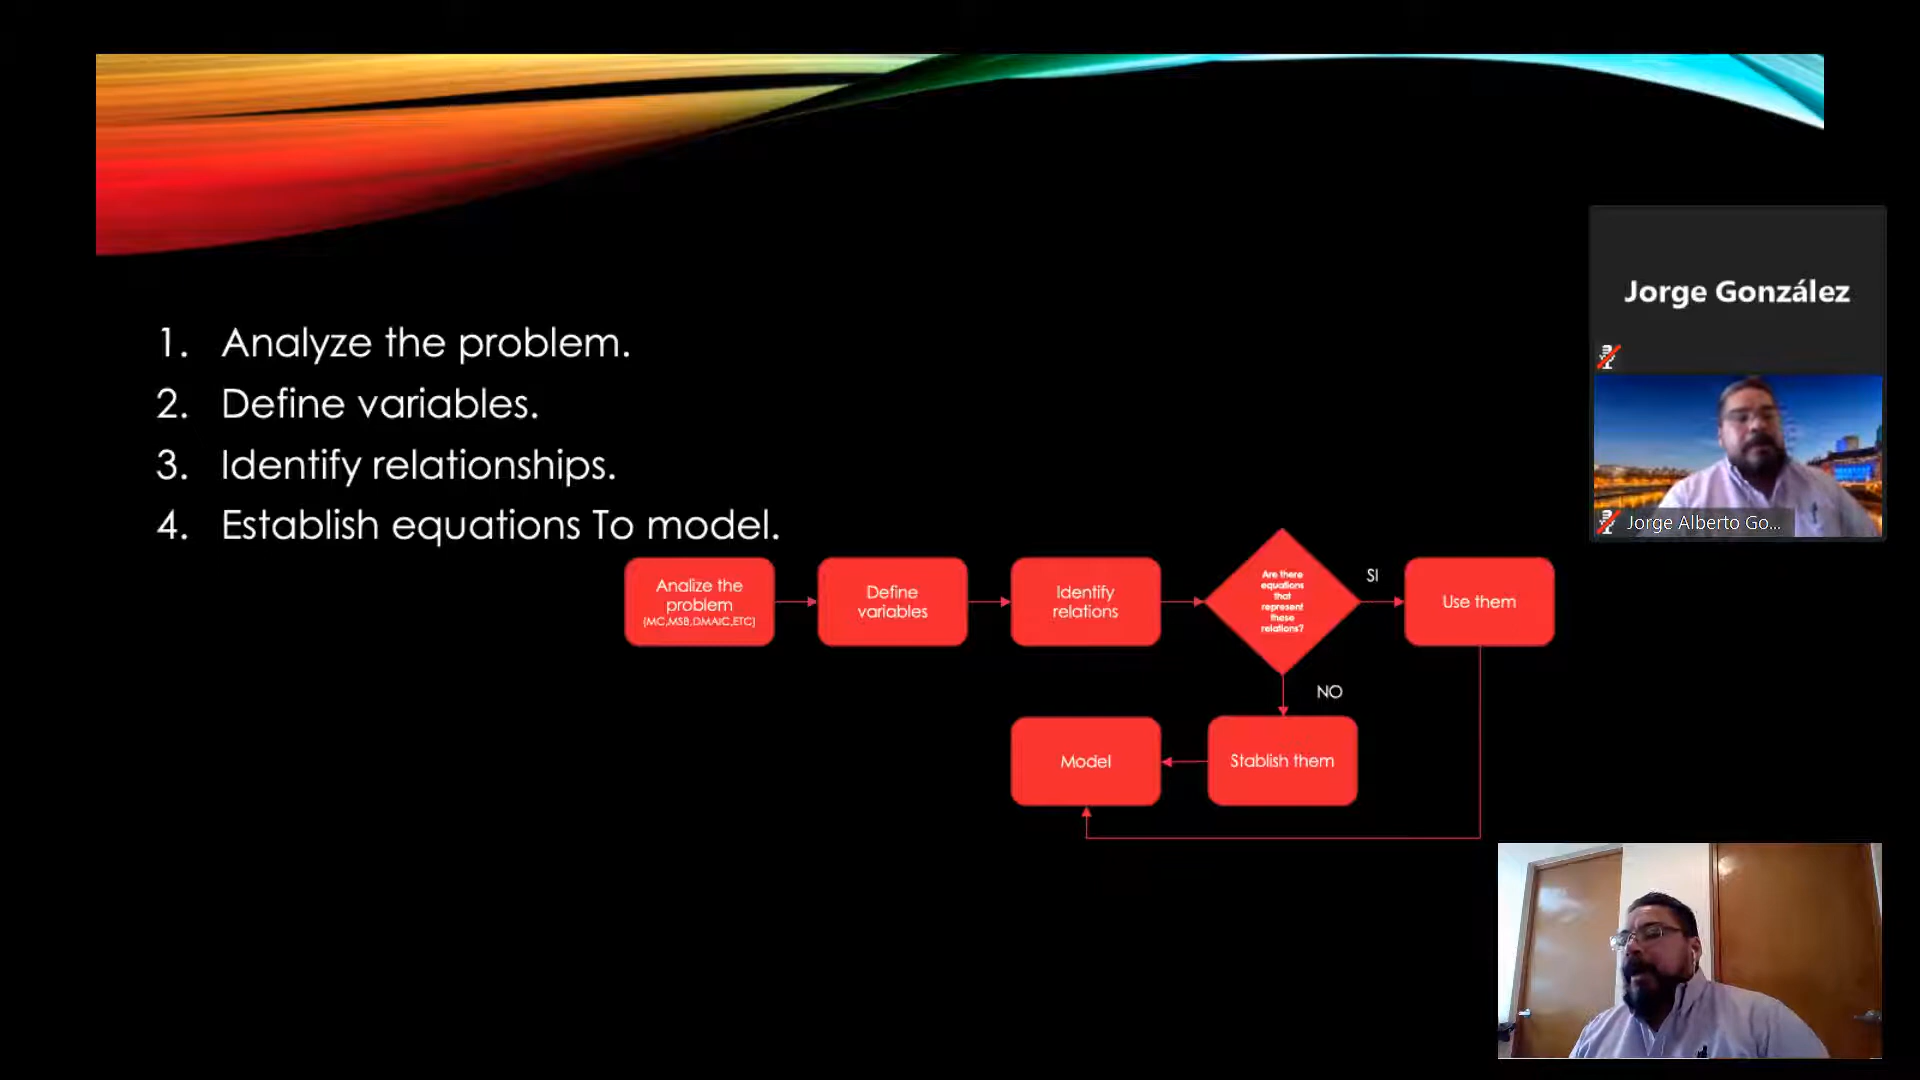 1. Analyze the problem.
2. Define variables.
3. Identify relationships.
4. Establish equations To model.
Analize the
problem
(MC,MSB,DMAIC,ETC)
Define
variables
Identify
relations
Are there
equations
that
represent
these
relations?
SI
Use them
NO
Stablish them
Model
Jorge González
Jorge Alberto Go...